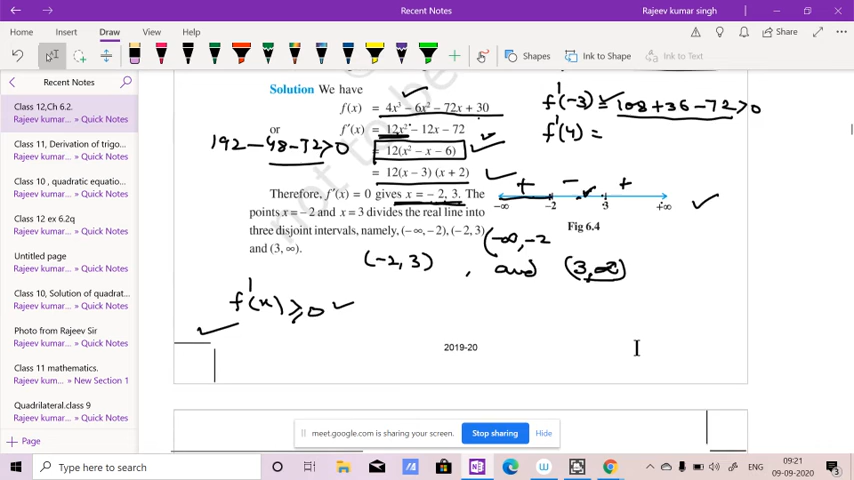 Recent Notes
Rajeev kumar singh
Home
Insert
Draw
View
Help
Share
Shapes
Ink to Shape
Ink to Text
Recent Notes
Class 12,Ch 6.2.
Rajeev kumar... » Quick Notes
Class 11, Derivation of trigo...
Rajeev kumar... » Quick Notes
Class 10 , quadratic equatio...
Rajeev kumar... » Quick Notes
Class 12 ex 6.2q
Rajeev kumar... » Quick Notes
Untitled page
Rajeev kumar... » Quick Notes
Class 10, Solution of quadrat...
Rajeev kumar... » Quick Notes
Photo from Rajeev Sir
Rajeev kumar... » Quick Notes
Class 11 mathematics.
Rajeev k... » New Section 1
Quadrilateral.class 9
Rajeev kumar... » Quick Notes
Page
Solution We have
f(x) = 4x³ – 6x² – 72x + 30
or f′(x) = 12x² – 12x – 72
= 12(x² – x – 6)
= 12(x – 3) (x + 2)
192 – 48 – 72 > 0
f'(-3) = 108 + 36 – 72 > 0
f'(4) =
Therefore, f′(x) = 0 gives x = – 2, 3. The
points x = – 2 and x = 3 divides the real line into
three disjoint intervals, namely, (– ∞, – 2), (– 2, 3)
and (3, ∞).
+ – +
–∞ –2 3 +∞
Fig 6.4
(-∞, -2
(-2, 3) , and (3, ∞)
f'(x) ≥ 0
not to be
2019-20
meet.google.com is sharing your screen.
Stop sharing
Hide
Type here to search
ENG
09:21
09-09-2020
3